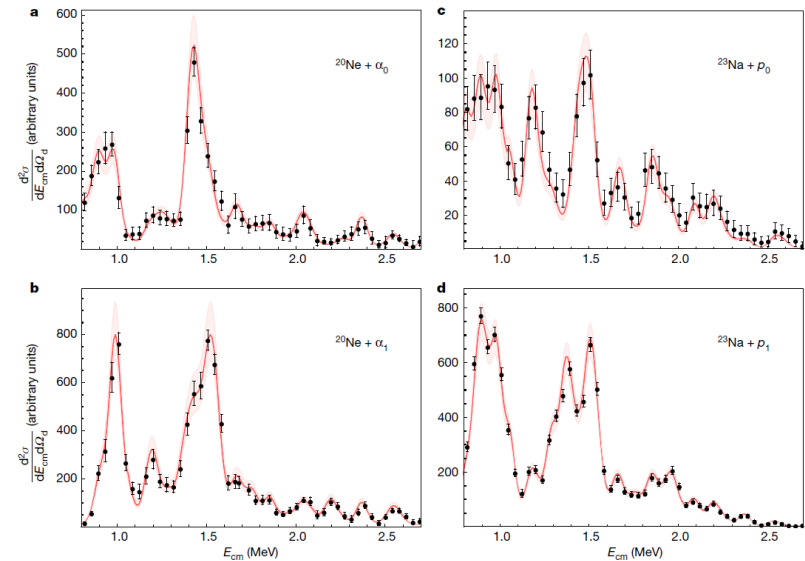 a
600
500
400
300
200
100
d²σ
dE_cm dΩ_d (arbitrary units)
²⁰Ne + α₀
1.0
1.5
2.0
2.5
c
120
100
80
60
40
20
²³Na + p₀
1.0
1.5
2.0
2.5
b
800
600
400
200
d²σ
dE_cm dΩ_d (arbitrary units)
²⁰Ne + α₁
1.0
1.5
2.0
2.5
E_cm (MeV)
d
800
600
400
200
²³Na + p₁
1.0
1.5
2.0
2.5
E_cm (MeV)